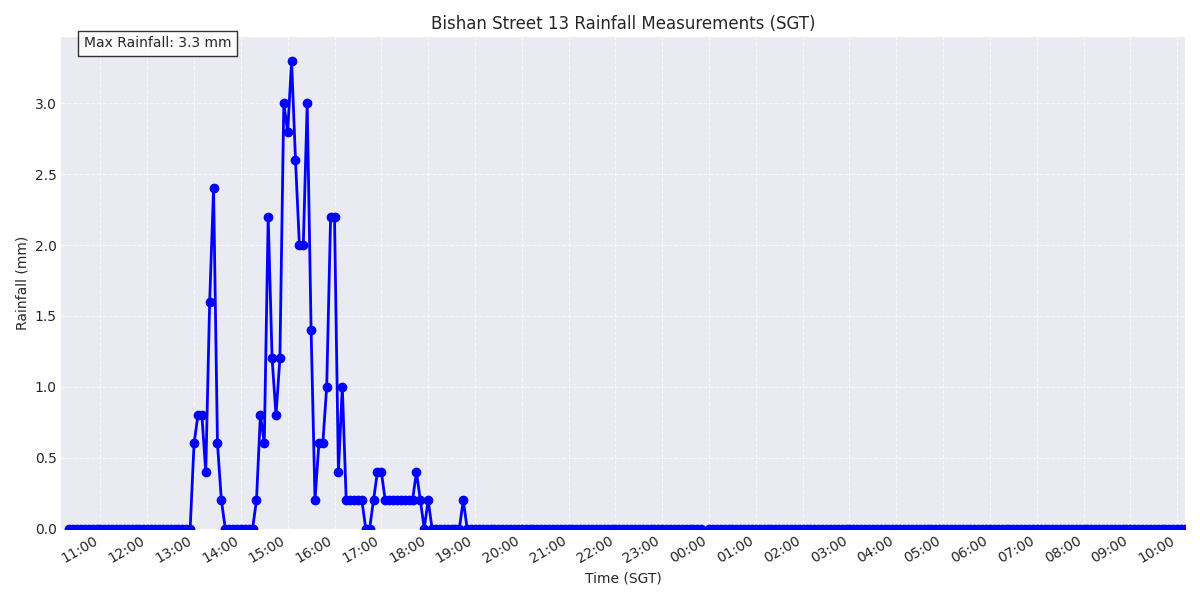 Bishan Street 13 Rainfall Measurements (SGT)
Max Rainfall: 3.3 mm
Rainfall (mm)
3.0
2.5
2.0
1.5
1.0
0.5
0.0
11:00 12:00 13:00 14:00 15:00 16:00 17:00 18:00 19:00 20:00 21:00 22:00 23:00 00:00 01:00 02:00 03:00 04:00 05:00 06:00 07:00 08:00 09:00 10:00
Time (SGT)